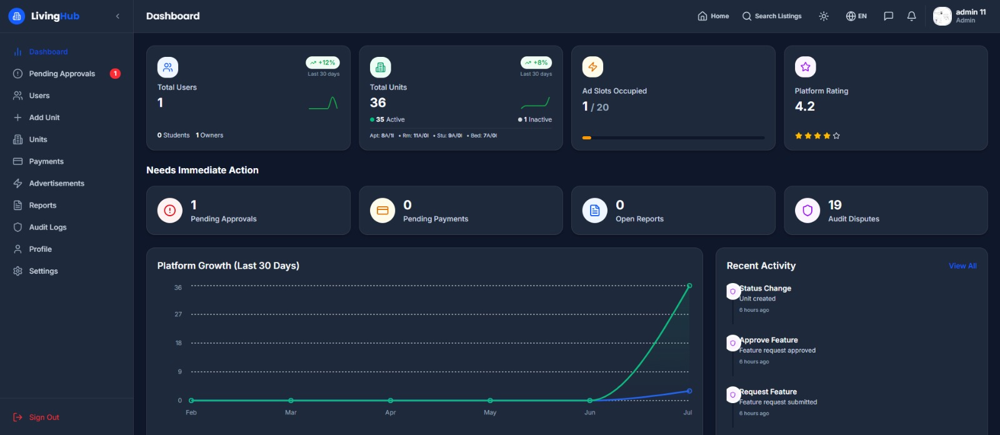 LivingHub
Dashboard
Home
Search Listings
EN
admin 11
Admin
Dashboard
Pending Approvals
1
Users
Add Unit
Units
Payments
Advertisements
Reports
Audit Logs
Profile
Settings
Sign Out
+12%
Last 30 days
Total Users
1
0 Students 1 Owners
+8%
Last 30 days
Total Units
36
35 Active
1 Inactive
Apt: 8A/1I • Rm: 11A/0I • Stu: 9A/0I • Bed: 7A/0I
Ad Slots Occupied
1 / 20
Platform Rating
4.2
Needs Immediate Action
1
Pending Approvals
0
Pending Payments
0
Open Reports
19
Audit Disputes
Platform Growth (Last 30 Days)
36
27
18
9
0
Feb Mar Apr May Jun Jul
Recent Activity
View All
Status Change
Unit created
6 hours ago
Approve Feature
Feature request approved
6 hours ago
Request Feature
Feature request submitted
6 hours ago